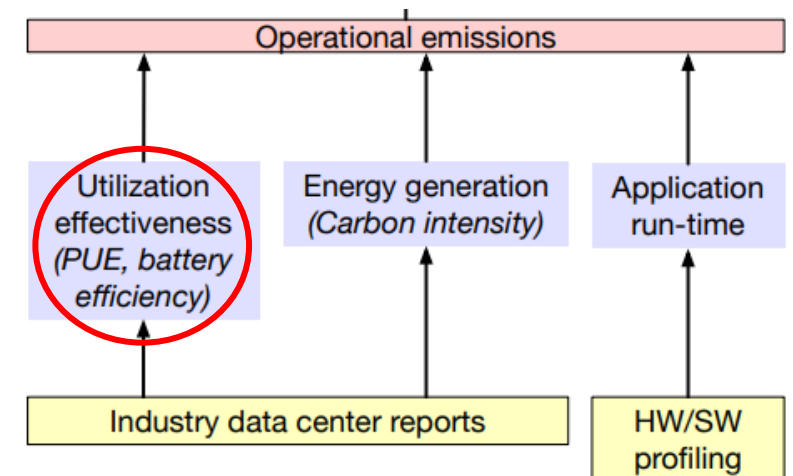 Operational emissions
Utilization
effectiveness
(PUE, battery
efficiency)
Energy generation
(Carbon intensity)
Application
run-time
Industry data center reports
HW/SW
profiling